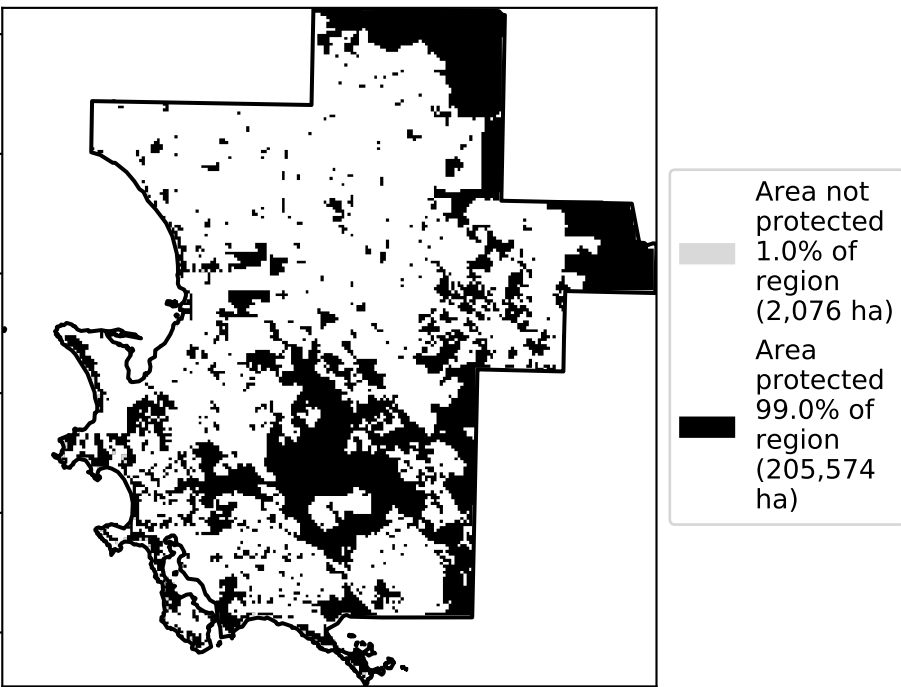 Area not
protected
1.0% of
region
(2,076 ha)
Area
protected
99.0% of
region
(205,574
ha)